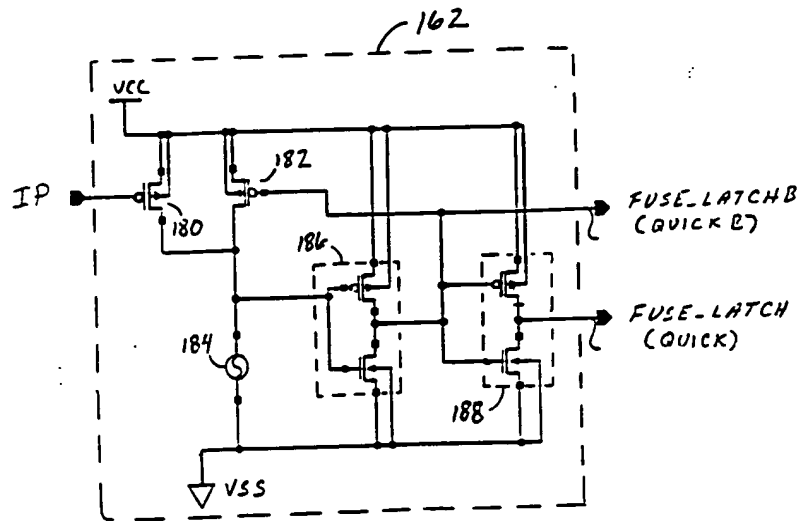 162
VCC
182
IP
180
FUSE_LATCHB
(QUICKB)
186
FUSE_LATCH
(QUICK)
184
188
VSS